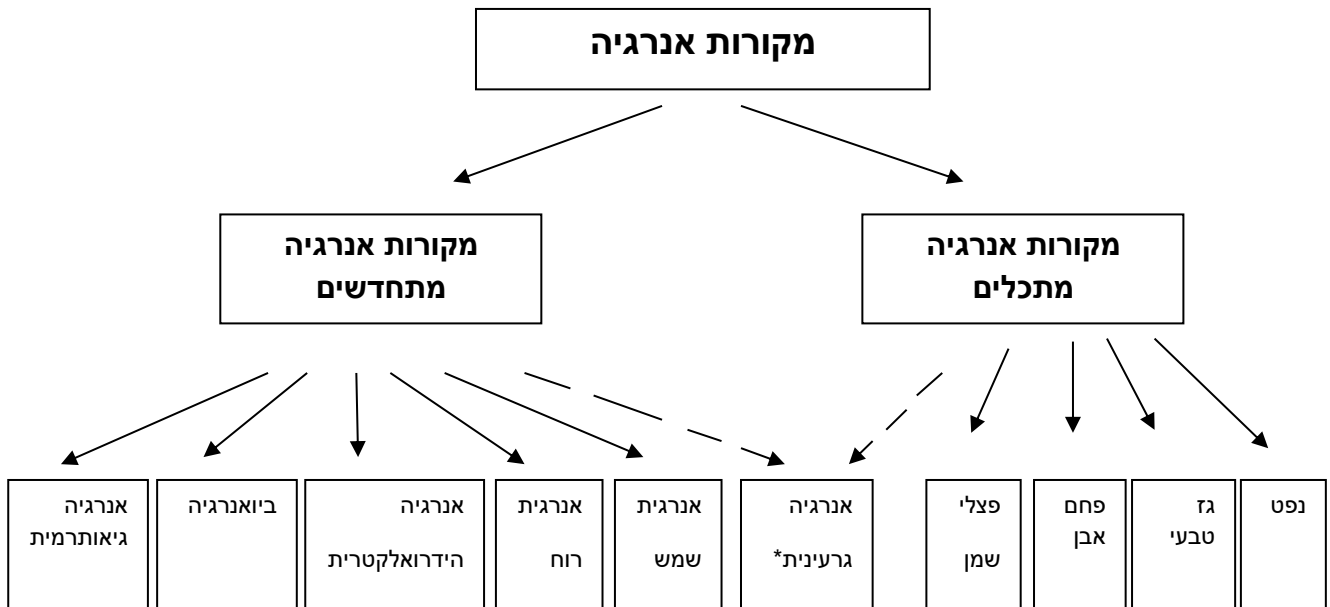 מקורות אנרגיה
מקורות אנרגיה
מתכלים
מקורות אנרגיה
מתחדשים
נפט
גז
טבעי
פחם
אבן
פצלי
שמן
אנרגיה
גרעינית*
אנרגית
שמש
אנרגית
רוח
אנרגיה
הידרואלקטרית
ביואנרגיה
אנרגיה
גיאותרמית